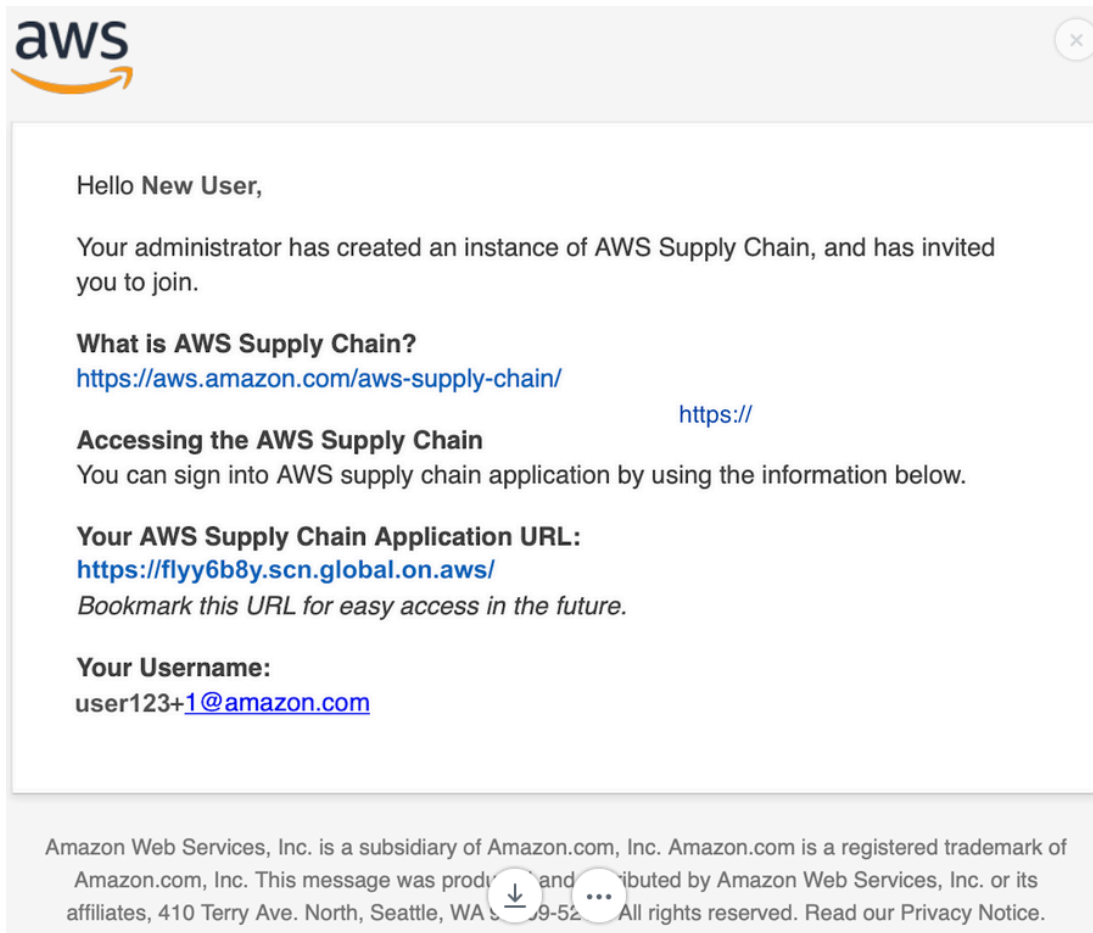 aws
Hello New User,
Your administrator has created an instance of AWS Supply Chain, and has invited
you to join.
What is AWS Supply Chain?
https://aws.amazon.com/aws-supply-chain/
https://
Accessing the AWS Supply Chain
You can sign into AWS supply chain application by using the information below.
Your AWS Supply Chain Application URL:
https://flyy6b8y.scn.global.on.aws/
Bookmark this URL for easy access in the future.
Your Username:
user123+1@amazon.com
Amazon Web Services, Inc. is a subsidiary of Amazon.com, Inc. Amazon.com is a registered trademark of
Amazon.com, Inc. This message was and by Amazon Web Services, Inc. or its
affiliates, 410 Terry Ave. North, Seattle, WA All rights reserved. Read our Privacy Notice.